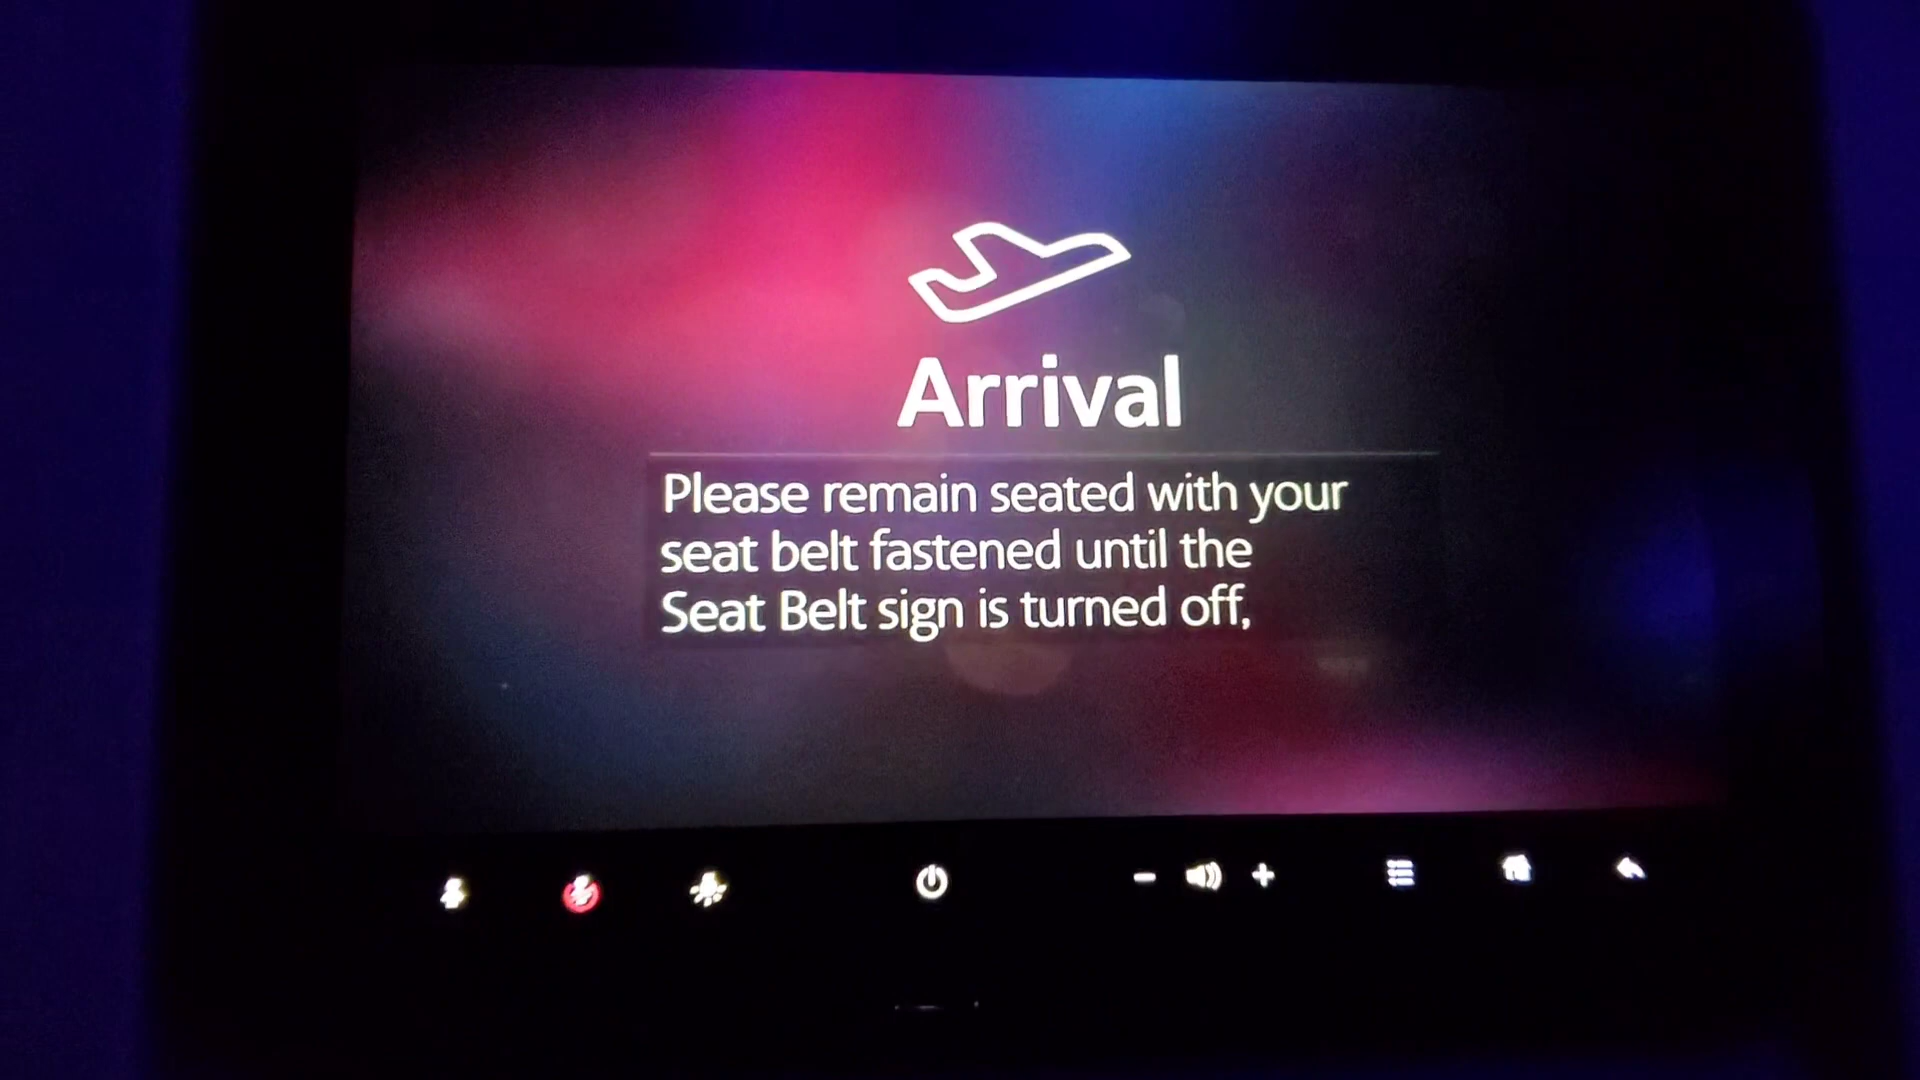 Arrival
Please remain seated with your
seat belt fastened until the
Seat Belt sign is turned off,